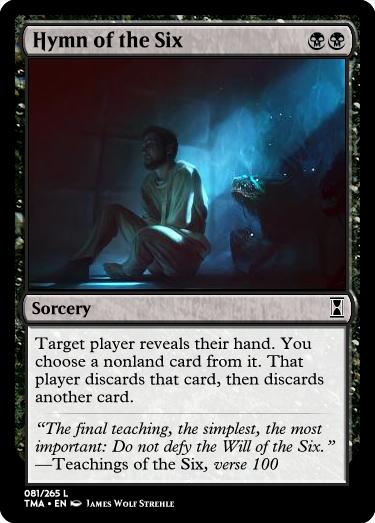 Hymn of the Six
Sorcery
Target player reveals their hand. You
choose a nonland card from it. That
player discards that card, then discards
another card.
“The final teaching, the simplest, the most
important: Do not defy the Will of the Six.”
—Teachings of the Six, verse 100
081/265 L
TMA • EN JAMES WOLF STREHLE